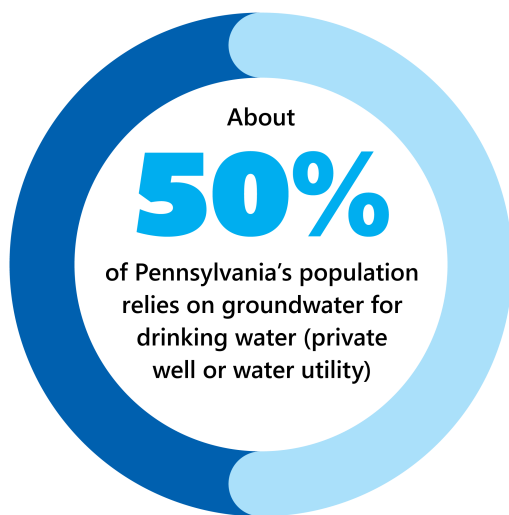 About
50%
of Pennsylvania’s population
relies on groundwater for
drinking water (private
well or water utility)